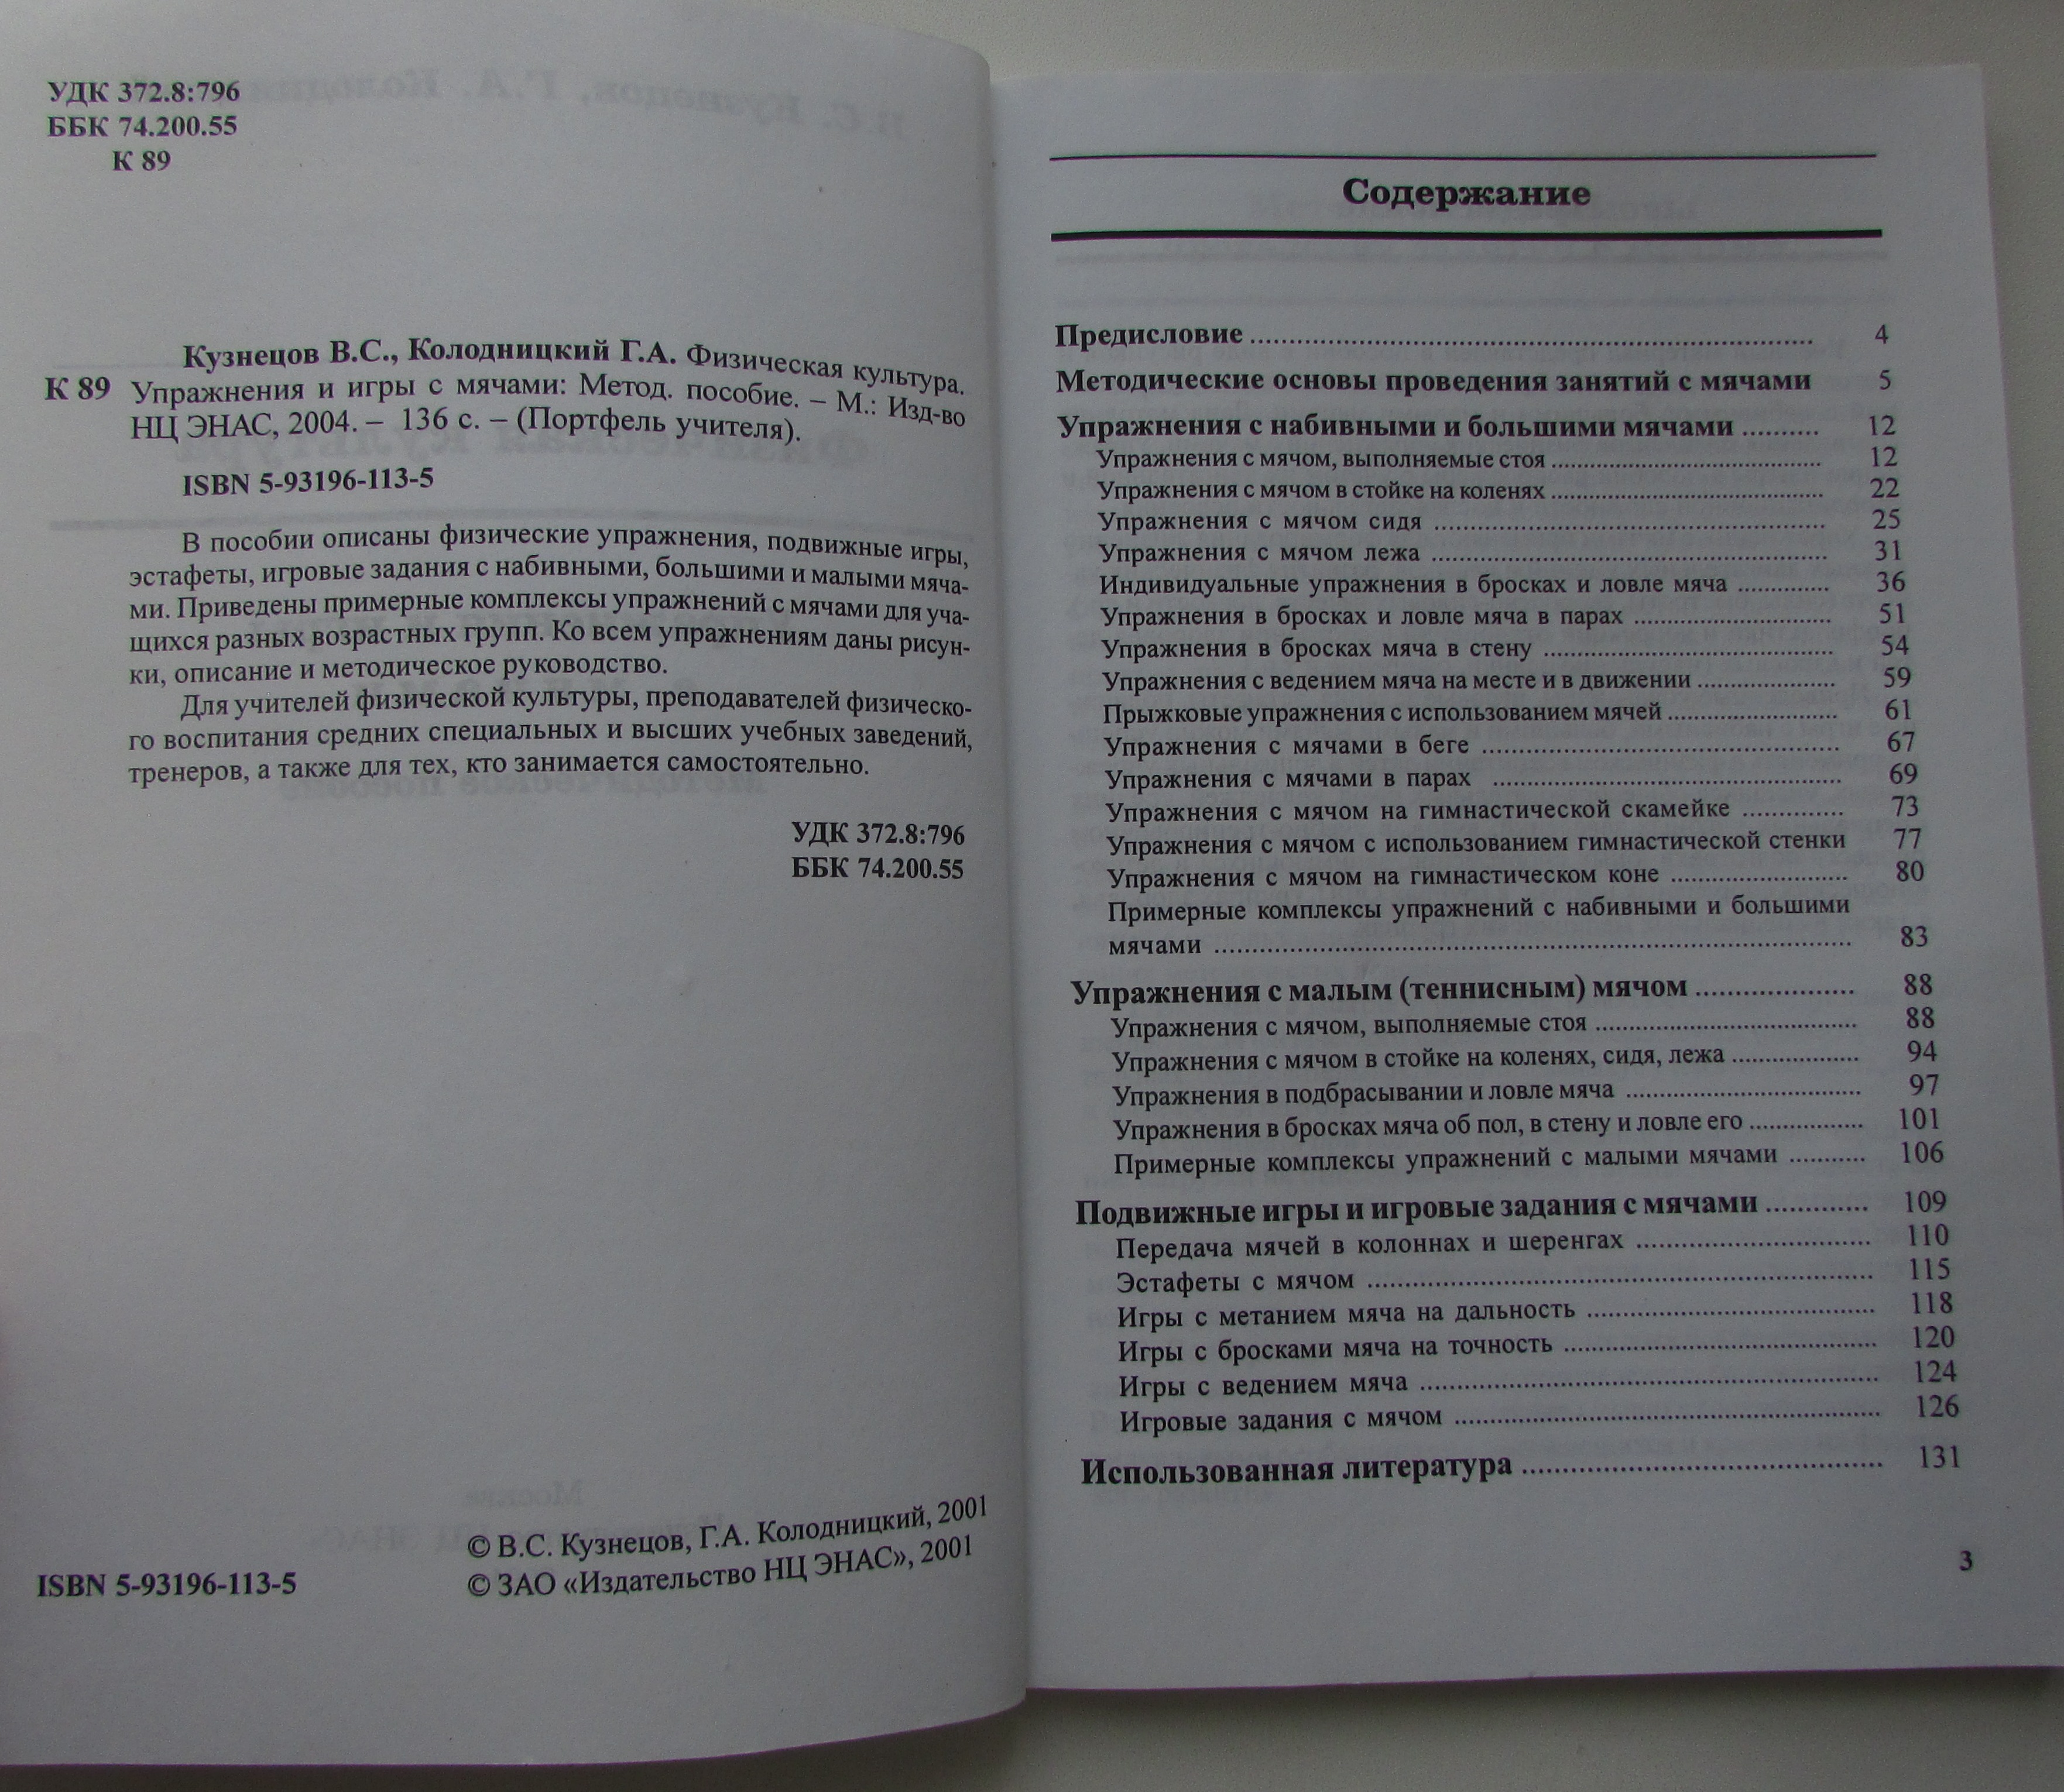 УДК 372.8:796
ББК 74.200.55
К 89
Кузнецов В.С., Колодницкий Г.А. Физическая культура.
К 89 Упражнения и игры с мячами: Метод. пособие. – М.: Изд-во
НЦ ЭНАС, 2004. – 136 с. – (Портфель учителя).
ISBN 5-93196-113-5
В пособии описаны физические упражнения, подвижные игры,
эстафеты, игровые задания с набивными, большими и малыми мяча-
ми. Приведены примерные комплексы упражнений с мячами для уча-
щихся разных возрастных групп. Ко всем упражнениям даны рисун-
ки, описание и методическое руководство.
Для учителей физической культуры, преподавателей физическо-
го воспитания средних специальных и высших учебных заведений,
тренеров, а также для тех, кто занимается самостоятельно.
УДК 372.8:796
ББК 74.200.55
© В.С. Кузнецов, Г.А. Колодницкий, 2001
ISBN 5-93196-113-5 © ЗАО «Издательство НЦ ЭНАС», 2001
Содержание
Предисловие ........ 4
Методические основы проведения занятий с мячами 5
Упражнения с набивными и большими мячами ........ 12
Упражнения с мячом, выполняемые стоя ........ 12
Упражнения с мячом в стойке на коленях ........ 22
Упражнения с мячом сидя ........ 25
Упражнения с мячом лежа ........ 31
Индивидуальные упражнения в бросках и ловле мяча ........ 36
Упражнения в бросках и ловле мяча в парах ........ 51
Упражнения в бросках мяча в стену ........ 54
Упражнения с ведением мяча на месте и в движении ........ 59
Прыжковые упражнения с использованием мячей ........ 61
Упражнения с мячами в беге ........ 67
Упражнения с мячами в парах ........ 69
Упражнения с мячом на гимнастической скамейке ........ 73
Упражнения с мячом с использованием гимнастической стенки 77
Упражнения с мячом на гимнастическом коне ........ 80
Примерные комплексы упражнений с набивными и большими
мячами ........ 83
Упражнения с малым (теннисным) мячом ........ 88
Упражнения с мячом, выполняемые стоя ........ 88
Упражнения с мячом в стойке на коленях, сидя, лежа ........ 94
Упражнения в подбрасывании и ловле мяча ........ 97
Упражнения в бросках мяча об пол, в стену и ловле его ........ 101
Примерные комплексы упражнений с малыми мячами ........ 106
Подвижные игры и игровые задания с мячами ........ 109
Передача мячей в колоннах и шеренгах ........ 110
Эстафеты с мячом ........ 115
Игры с метанием мяча на дальность ........ 118
Игры с бросками мяча на точность ........ 120
Игры с ведением мяча ........ 124
Игровые задания с мячом ........ 126
Использованная литература ........ 131
3